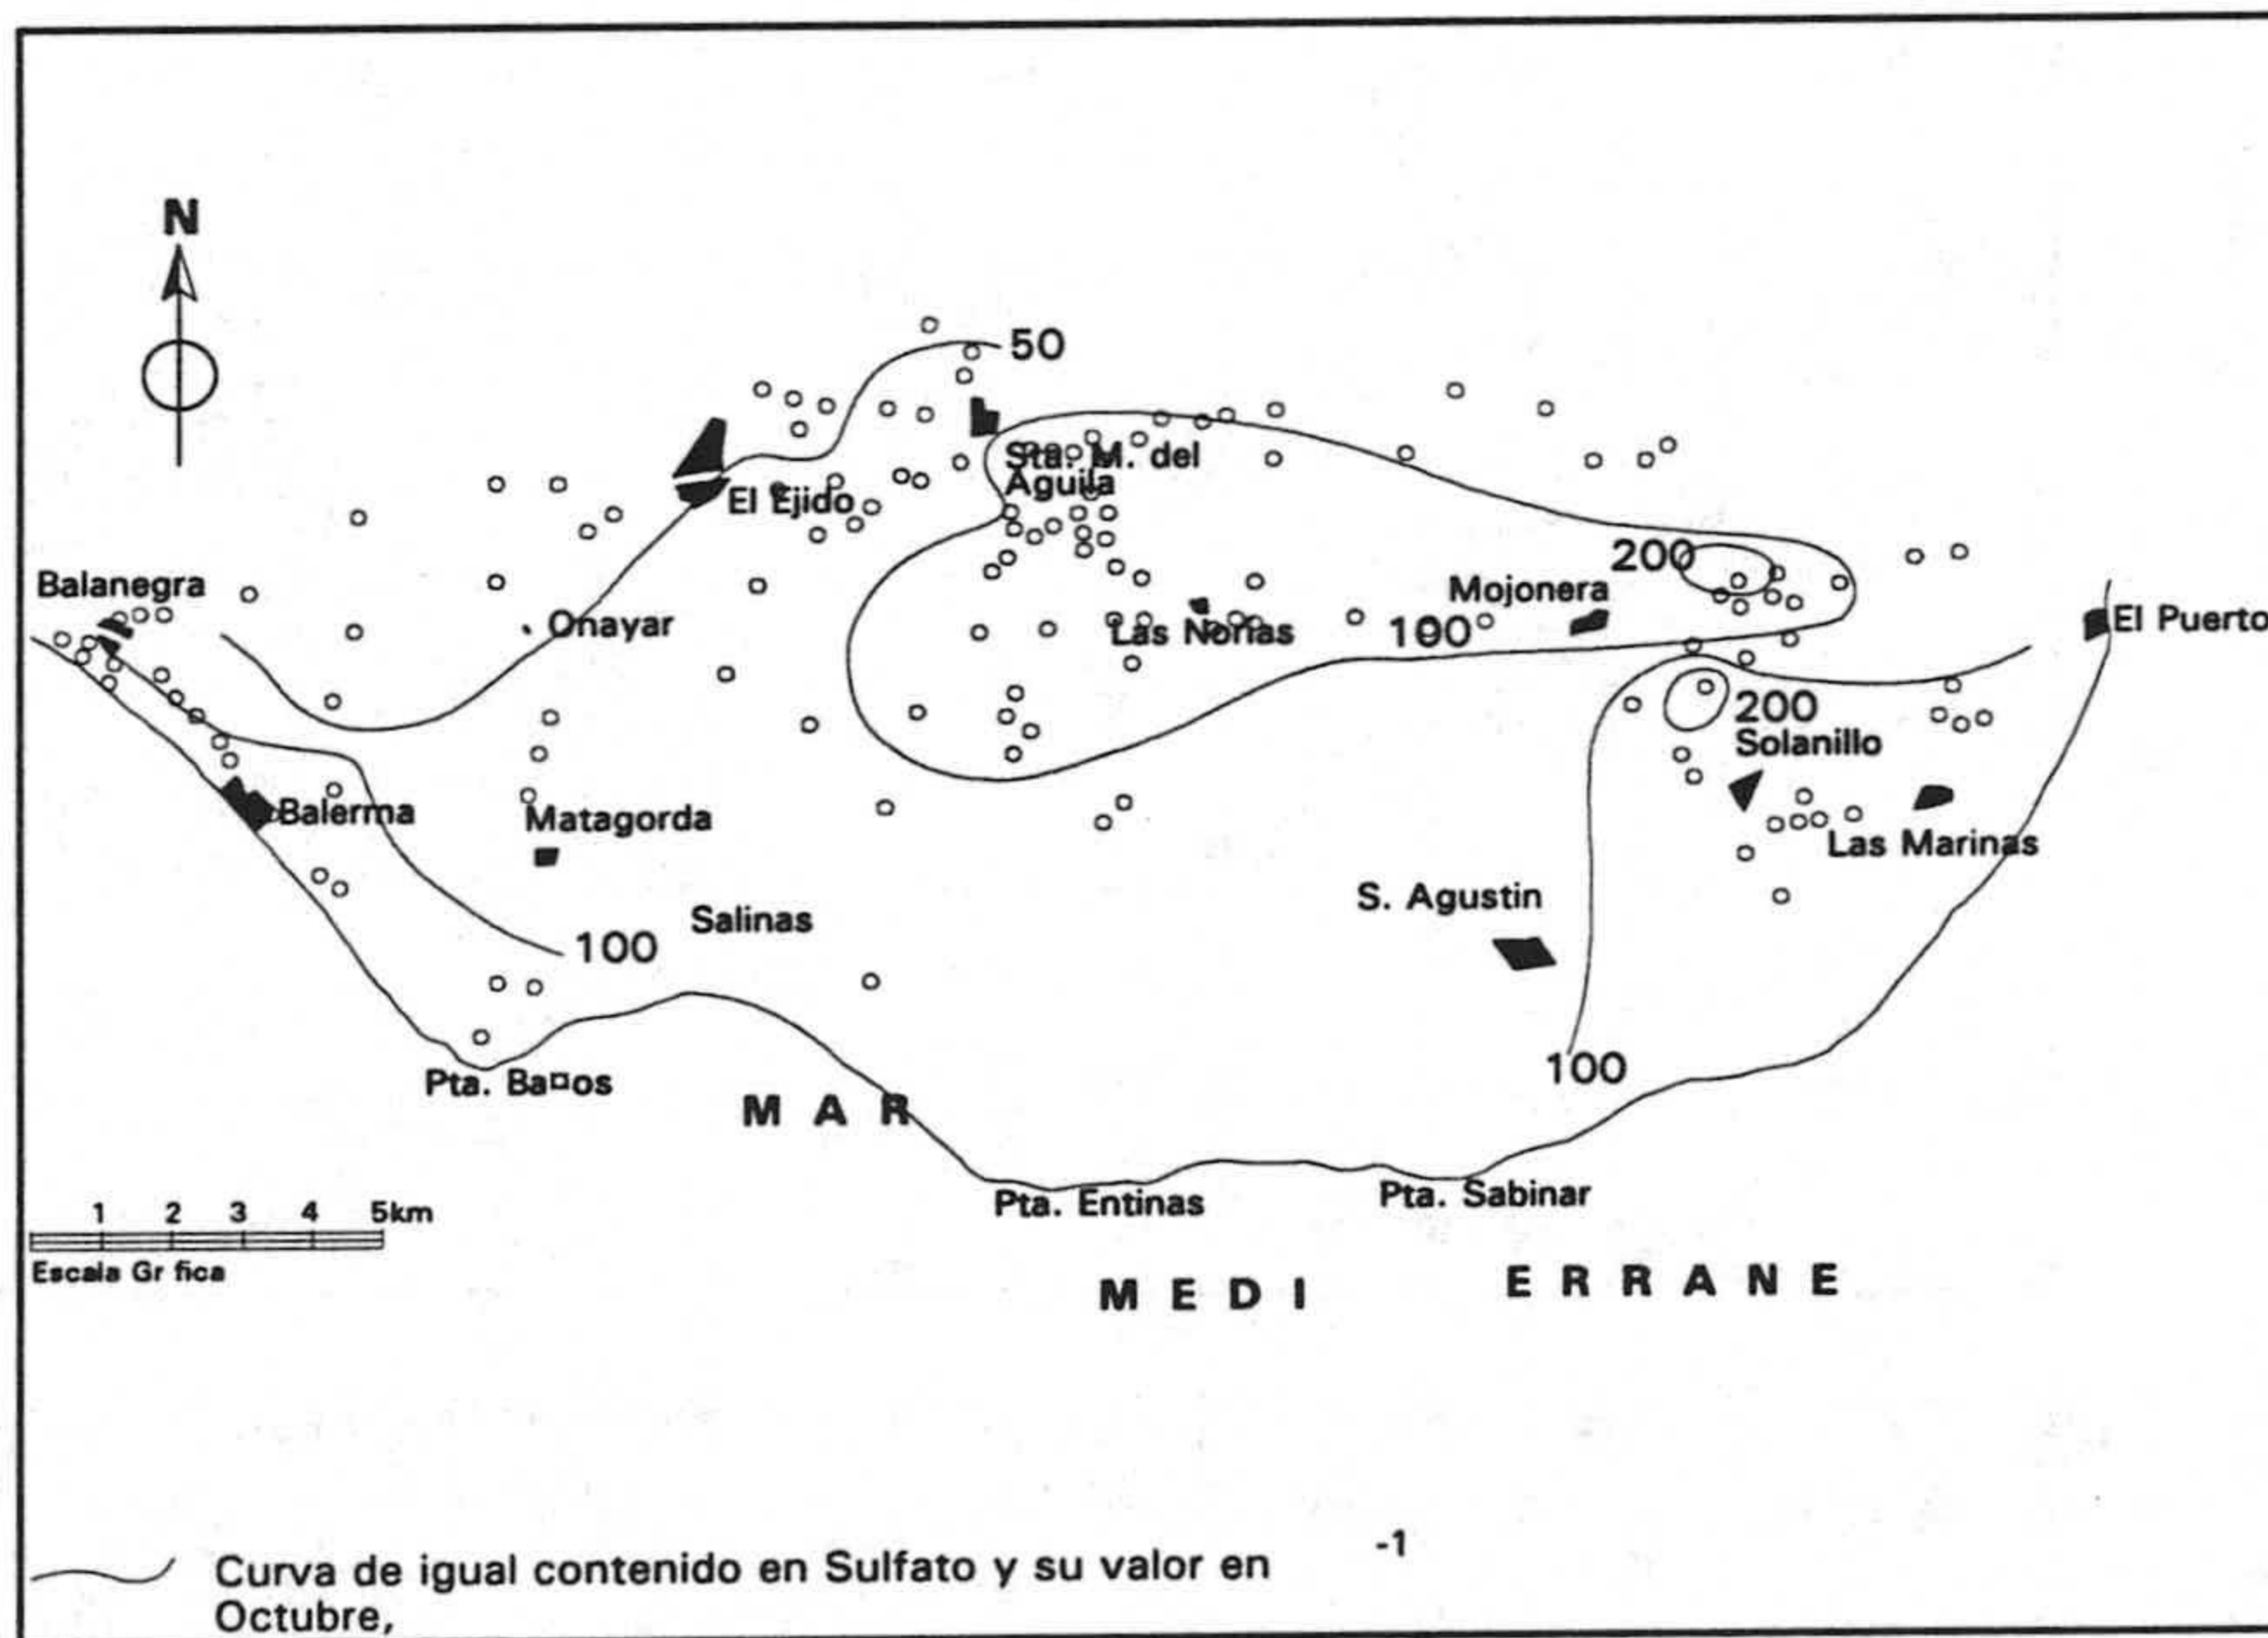 N
50
Sta. M. del
Aguila
El Ejido
200
Balanegra
Mojonera
Onayar
Las Norias
100
El Puerto
200
Solanillo
Balerma
Matagorda
Las Marinas
S. Agustin
Salinas
100
100
Pta. Ba¤os
M A R
Pta. Entinas
Pta. Sabinar
1 2 3 4 5km
Escala Gr fica
M E D I E R R A N E
-1
Curva de igual contenido en Sulfato y su valor en
Octubre,